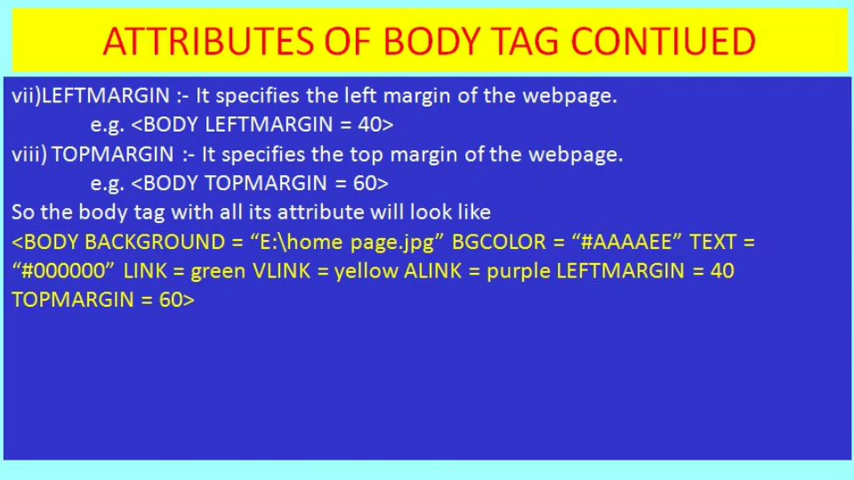 ATTRIBUTES OF BODY TAG CONTIUED
vii)LEFTMARGIN :- It specifies the left margin of the webpage.
e.g. <BODY LEFTMARGIN = 40>
viii) TOPMARGIN :- It specifies the top margin of the webpage.
e.g. <BODY TOPMARGIN = 60>
So the body tag with all its attribute will look like
<BODY BACKGROUND = “E:\home page.jpg” BGCOLOR = “#AAAAEE” TEXT =
“#000000” LINK = green VLINK = yellow ALINK = purple LEFTMARGIN = 40
TOPMARGIN = 60>